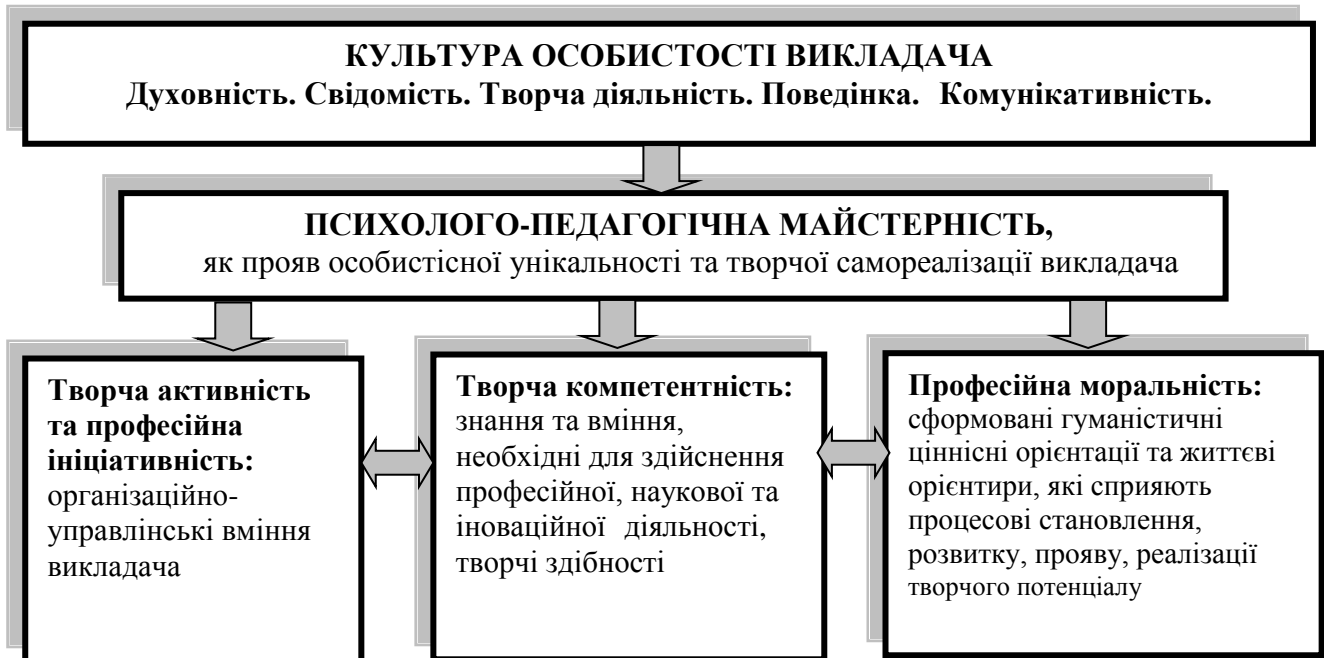 КУЛЬТУРА ОСОБИСТОСТІ ВИКЛАДАЧА
Духовність. Свідомість. Творча діяльність. Поведінка. Комунікативність.
ПСИХОЛОГО-ПЕДАГОГІЧНА МАЙСТЕРНІСТЬ,
як прояв особистісної унікальності та творчої самореалізації викладача
Творча активність
та професійна
ініціативність:
організаційно-
управлінські вміння
викладача
Творча компетентність:
знання та вміння,
необхідні для здійснення
професійної, наукової та
іноваційної діяльності,
творчі здібності
Професійна моральність:
сформовані гуманістичні
ціннісні орієнтації та життєві
орієнтири, які сприяють
процесові становлення,
розвитку, прояву, реалізації
творчого потенціалу